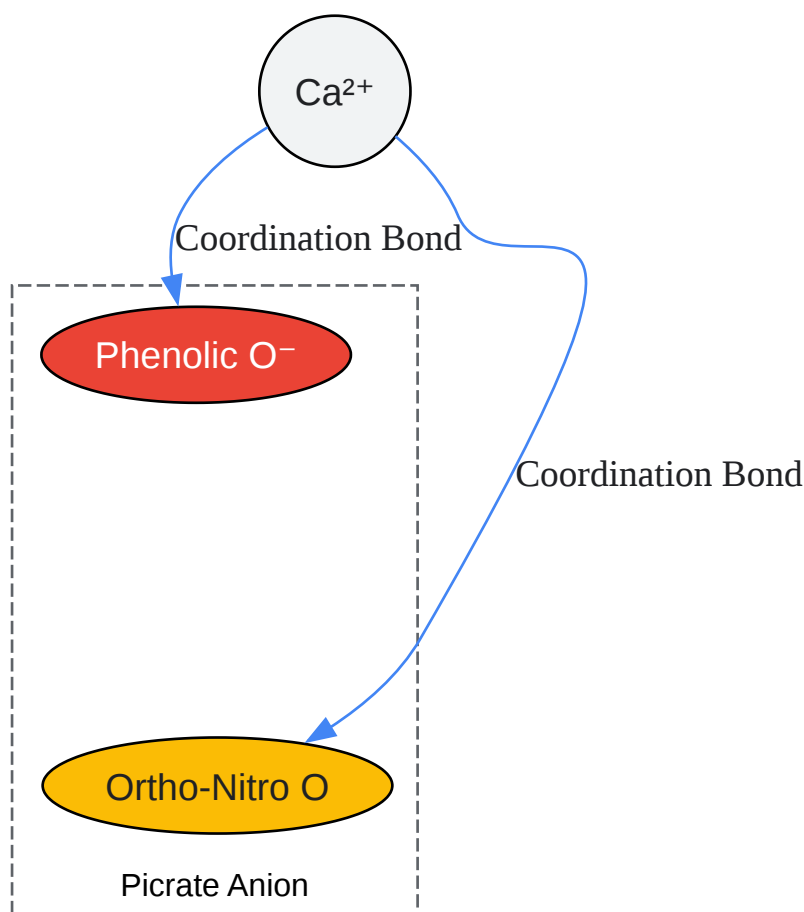 Ca²⁺
Coordination Bond
Phenolic O⁻
Coordination Bond
Ortho-Nitro O
Picrate Anion